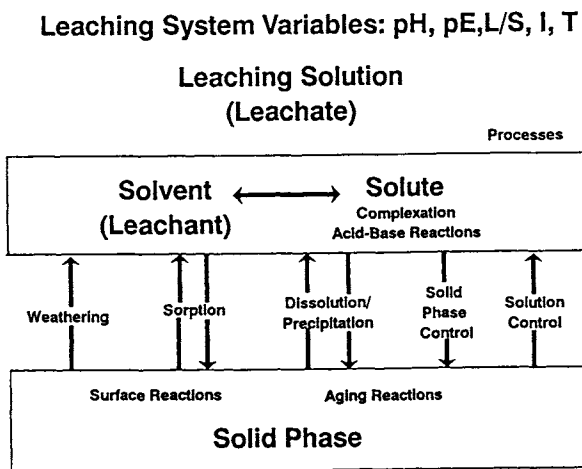 Leaching System Variables: pH, pE,L/S, I, T
Leaching Solution
(Leachate)
Processes
Solvent
(Leachant)
Solute
Complexation
Acid-Base Reactions
Weathering
Sorption
Dissolution/
Precipitation
Solid
Phase
Control
Solution
Control
Surface Reactions
Aging Reactions
Solid Phase